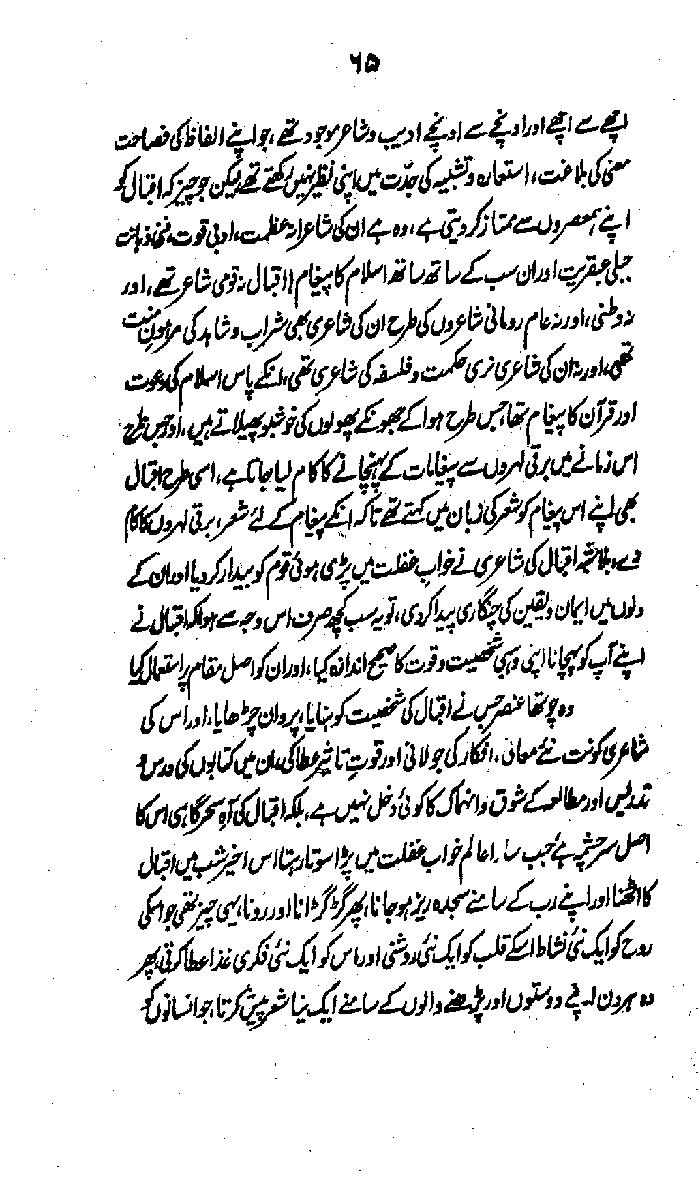 ۶۵
اچھے سے اچھے اور اونچے سے اونچے ادیب و شاعر موجود تھے، جو اپنے الفاظ کی فصاحت
معنی کی بلاغت، استعارہ و تشبیہ کی جدّت میں اپنی نظیر نہیں رکھتے تھے لیکن جو چیز کہ اقبال کو
اپنے ہمعصروں سے ممتاز کر دیتی ہے، وہ ہے ان کی شاعرانہ عظمت، ادبی قوت، فنی ذہانت
جبلی عبقریت اور ان سب کے ساتھ ساتھ اسلام کا پیغام! اقبال نہ قومی شاعر تھے، اور
نہ وطنی، اور نہ عام رومانی شاعروں کی طرح ان کی شاعری بھی شراب و شاہد کی مرہونِ منت
تھی، اور نہ ان کی شاعری نری حکمت و فلسفہ کی شاعری تھی، انکے پاس اسلام کی دعوت
اور قرآن کا پیغام تھا، جس طرح ہوا کے جھونکے پھولوں کی خوشبو پھیلاتے ہیں، اور جس طرح
اس زمانے میں برقی لہروں سے پیغامات کے پہنچانے کا کام لیا جاتا ہے، اسی طرح اقبال
بھی اپنے اس پیغام کو شعر کی زبان میں کہتے تھے تاکہ انکے پیغام کے لئے شعر، برقی لہروں کا کام
دے، بلاشبہ اقبال کی شاعری نے خوابِ غفلت میں پڑی ہوئی قوم کو بیدار کر دیا اور ان کے
دلوں میں ایمان و یقین کی چنگاری پیدا کر دی، تو یہ سب کچھ صرف اس وجہ سے ہوا کہ اقبال نے
اپنے آپ کو پہچانا اپنی وہبی شخصیت و قوت کا صحیح اندازہ کیا، اور ان کو اصل مقام پر استعمال کیا
وہ چوتھا عنصر جس نے اقبال کی شخصیت کو بنایا، پروان چڑھایا، اور اس کی
شاعری کو نت نئے معانی، افکار کی جولانی اور قوتِ تاثیر عطا کی، ان میں کتابوں کی درس و
تدریس اور مطالعہ کے شوق و انہماک کا کوئی دخل نہیں ہے، بلکہ اقبال کی آہِ سحرگاہی اس کا
اصل سرچشمہ ہے جب سارا عالم خواب غفلت میں پڑا سوتا رہتا اس اخیر شب میں اقبال
کا اٹھنا اور اپنے رب کے سامنے سجدہ ریز ہو جانا، پھر گڑگڑانا اور رونا، یہی چیز تھی جو اسکی
روح کو ایک نئی نشاط اسکے قلب کو ایک نئی روشنی اور اس کو ایک نئی فکری غذا عطا کرتی، پھر
وہ ہر دن اپنے دوستوں اور پڑھنے والوں کے سامنے ایک نیا شعر پیش کرتا، جو انسانوں کو